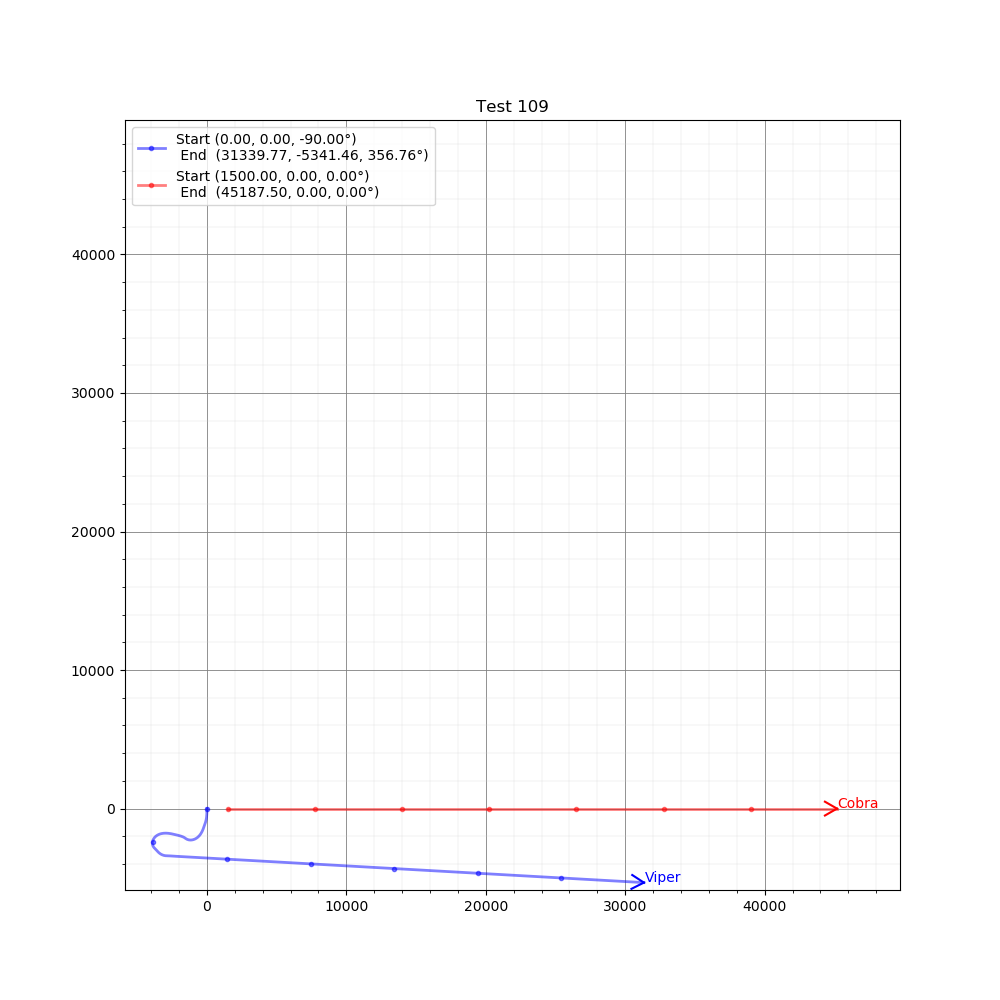 Test 109
Start (0.00, 0.00, -90.00°)
End  (31339.77, -5341.46, 356.76°)
Start (1500.00, 0.00, 0.00°)
End  (45187.50, 0.00, 0.00°)
40000
30000
20000
10000
0
Cobra
Viper
0
10000
20000
30000
40000